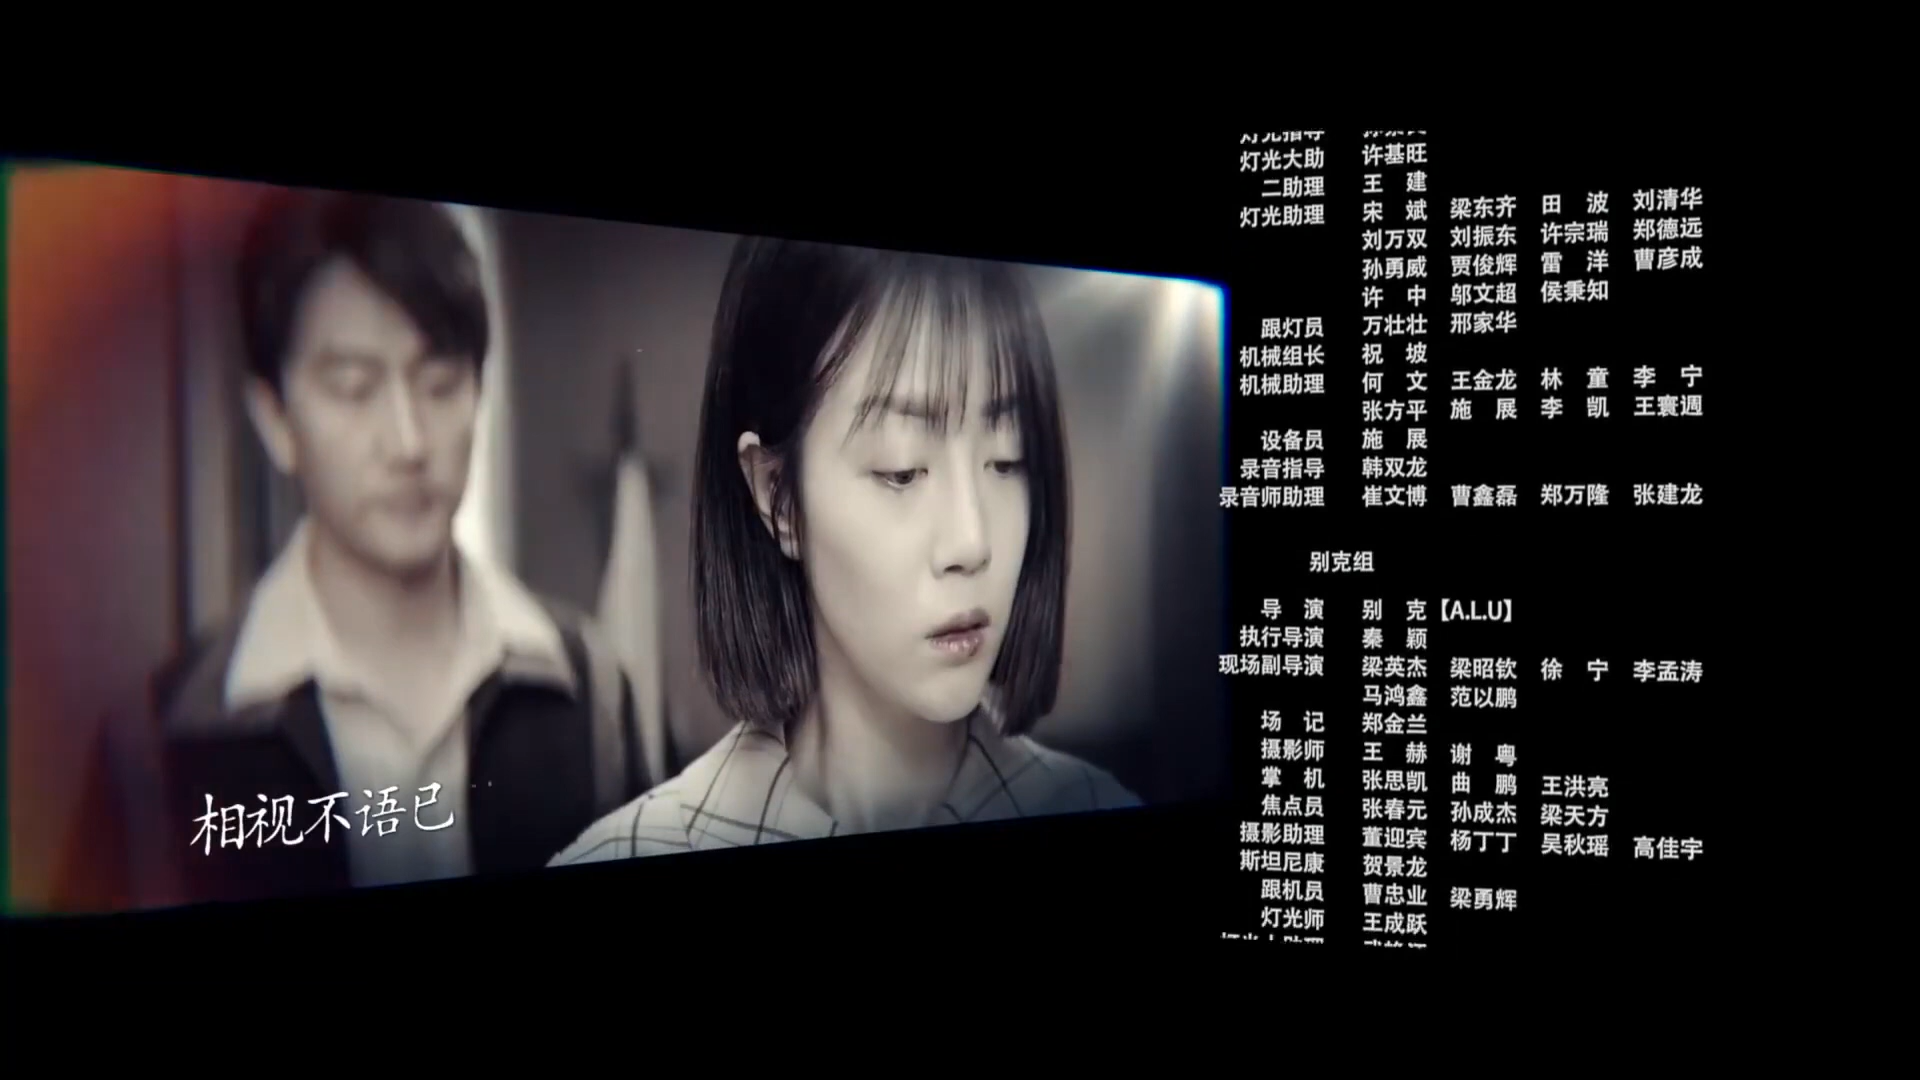 相视不语已
灯光指导
灯光大助 许基旺
二助理 王 建
灯光助理 宋 斌 梁东齐 田 波 刘清华
刘万双 刘振东 许宗瑞 郑德远
孙勇威 贾俊辉 雷 洋 曹彦成
许 中 邬文超 侯秉知
跟灯员 万壮壮 邢家华
机械组长 祝 坡
机械助理 何 文 王金龙 林 童 李 宁
张方平 施 展 李 凯 王寰週
设备员 施 展
录音指导 韩双龙
录音师助理 崔文博 曹鑫磊 郑万隆 张建龙
别克组
导 演 别 克【A.L.U】
执行导演 秦 颖
现场副导演 梁英杰 梁昭钦 徐 宁 李孟涛
马鸿鑫 范以鹏
场 记 郑金兰
摄影师 王 赫 谢 粤
掌 机 张思凯 曲 鹏 王洪亮
焦点员 张春元 孙成杰 梁天方
摄影助理 董迎宾 杨丁丁 吴秋瑶 高佳宇
斯坦尼康 贺景龙
跟机员 曹忠业 梁勇辉
灯光师 王成跃